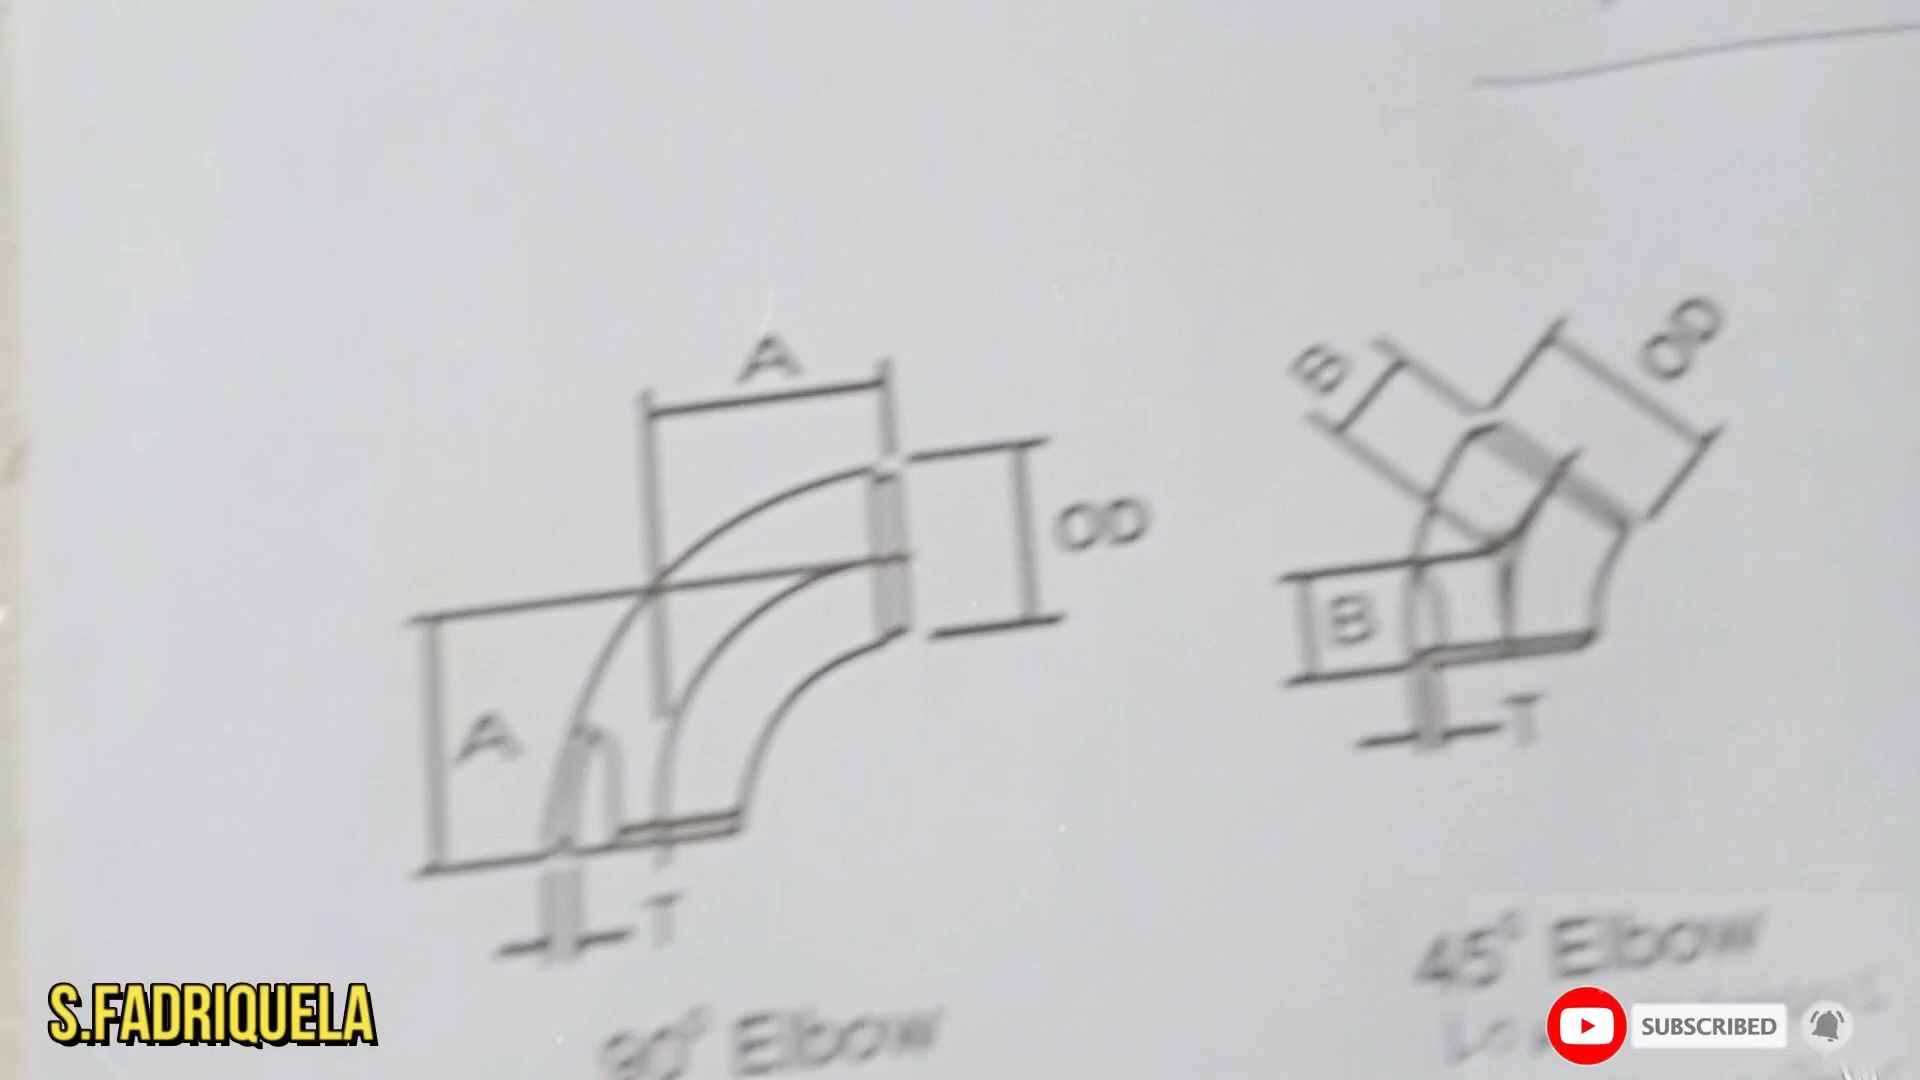 A
OD
A
T
90° Elbow
B
OD
B
T
45° Elbow
S.FADRIQUELA
SUBSCRIBED